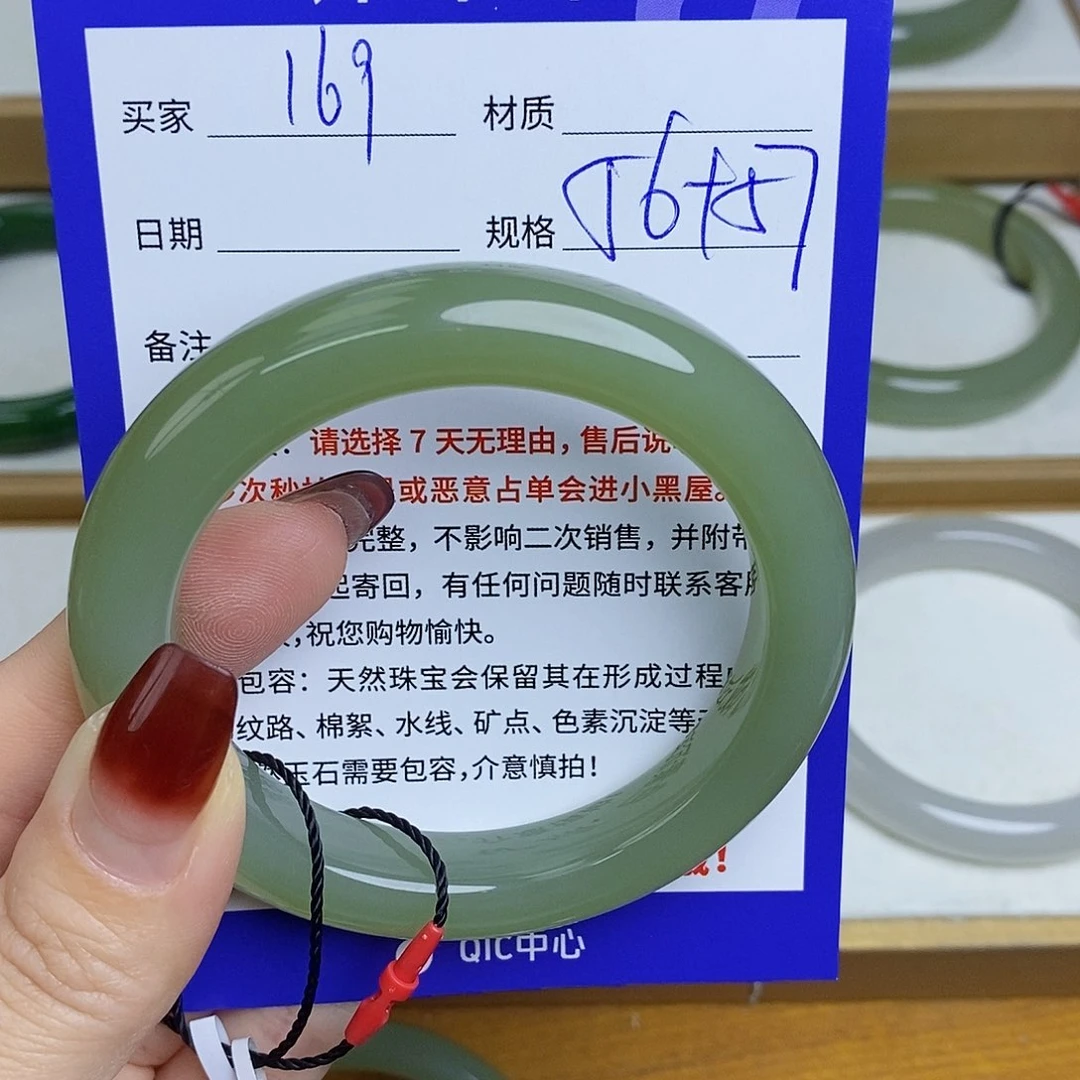 买家 169 材质
日期 规格 56
备注
请选择 7 天无理由，售后说
次秒 或恶意占单会进小黑屋。
完整，不影响二次销售，并附带
起寄回，有任何问题随时联系客服
，祝您购物愉快。
包容：天然珠宝会保留其在形成过程
纹路、棉絮、水线、矿点、色素沉淀等
玉石需要包容，介意慎拍！
！
QIC中心